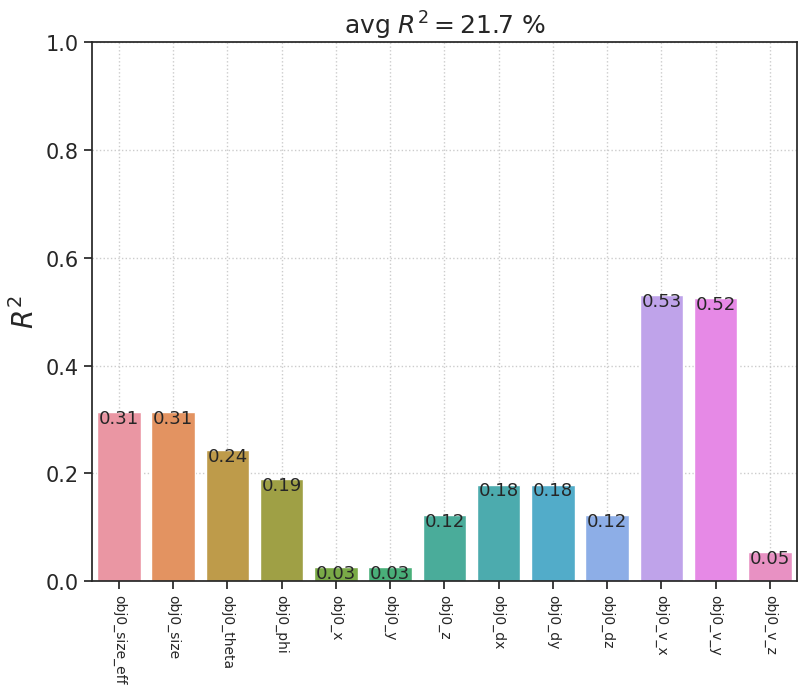 avg R² = 21.7 %
1.0
0.8
0.6
0.4
0.2
0.0
R²
0.31
0.31
0.24
0.19
0.03
0.03
0.12
0.18
0.18
0.12
0.53
0.52
0.05
obj0_size_eff
obj0_size
obj0_theta
obj0_phi
obj0_x
obj0_y
obj0_z
obj0_dx
obj0_dy
obj0_dz
obj0_v_x
obj0_v_y
obj0_v_z